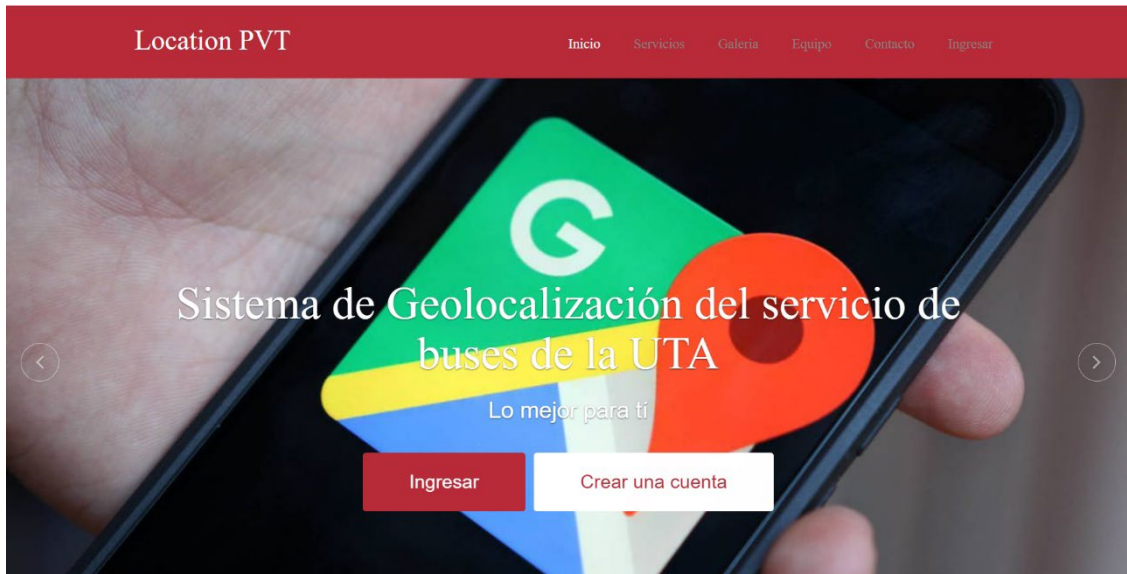 Location PVT
Inicio Servicios Galeria Equipo Contacto Ingresar
G
Sistema de Geolocalización del servicio de
buses de la UTA
Lo mejor para ti
Ingresar Crear una cuenta